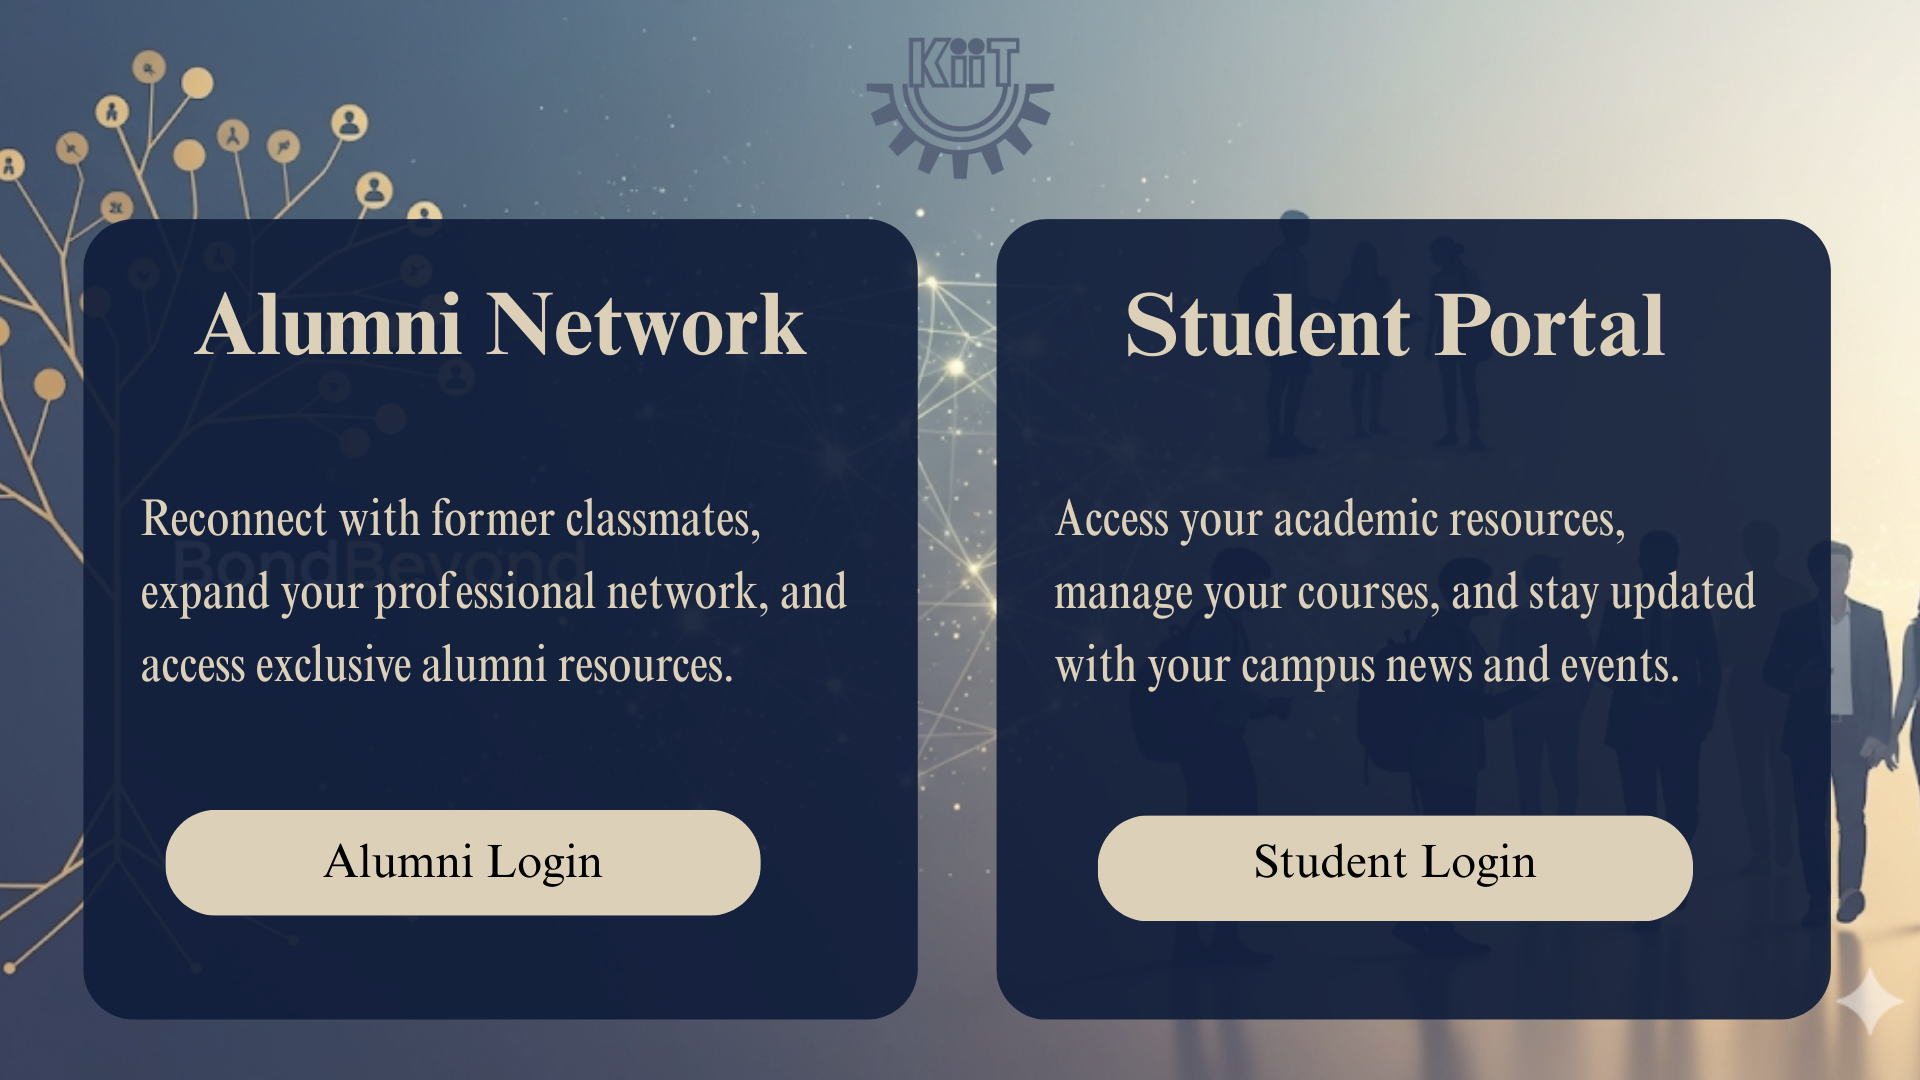 KiiT
Alumni Network
Reconnect with former classmates,
expand your professional network, and
access exclusive alumni resources.
BondBeyond
Alumni Login
Student Portal
Access your academic resources,
manage your courses, and stay updated
with your campus news and events.
Student Login